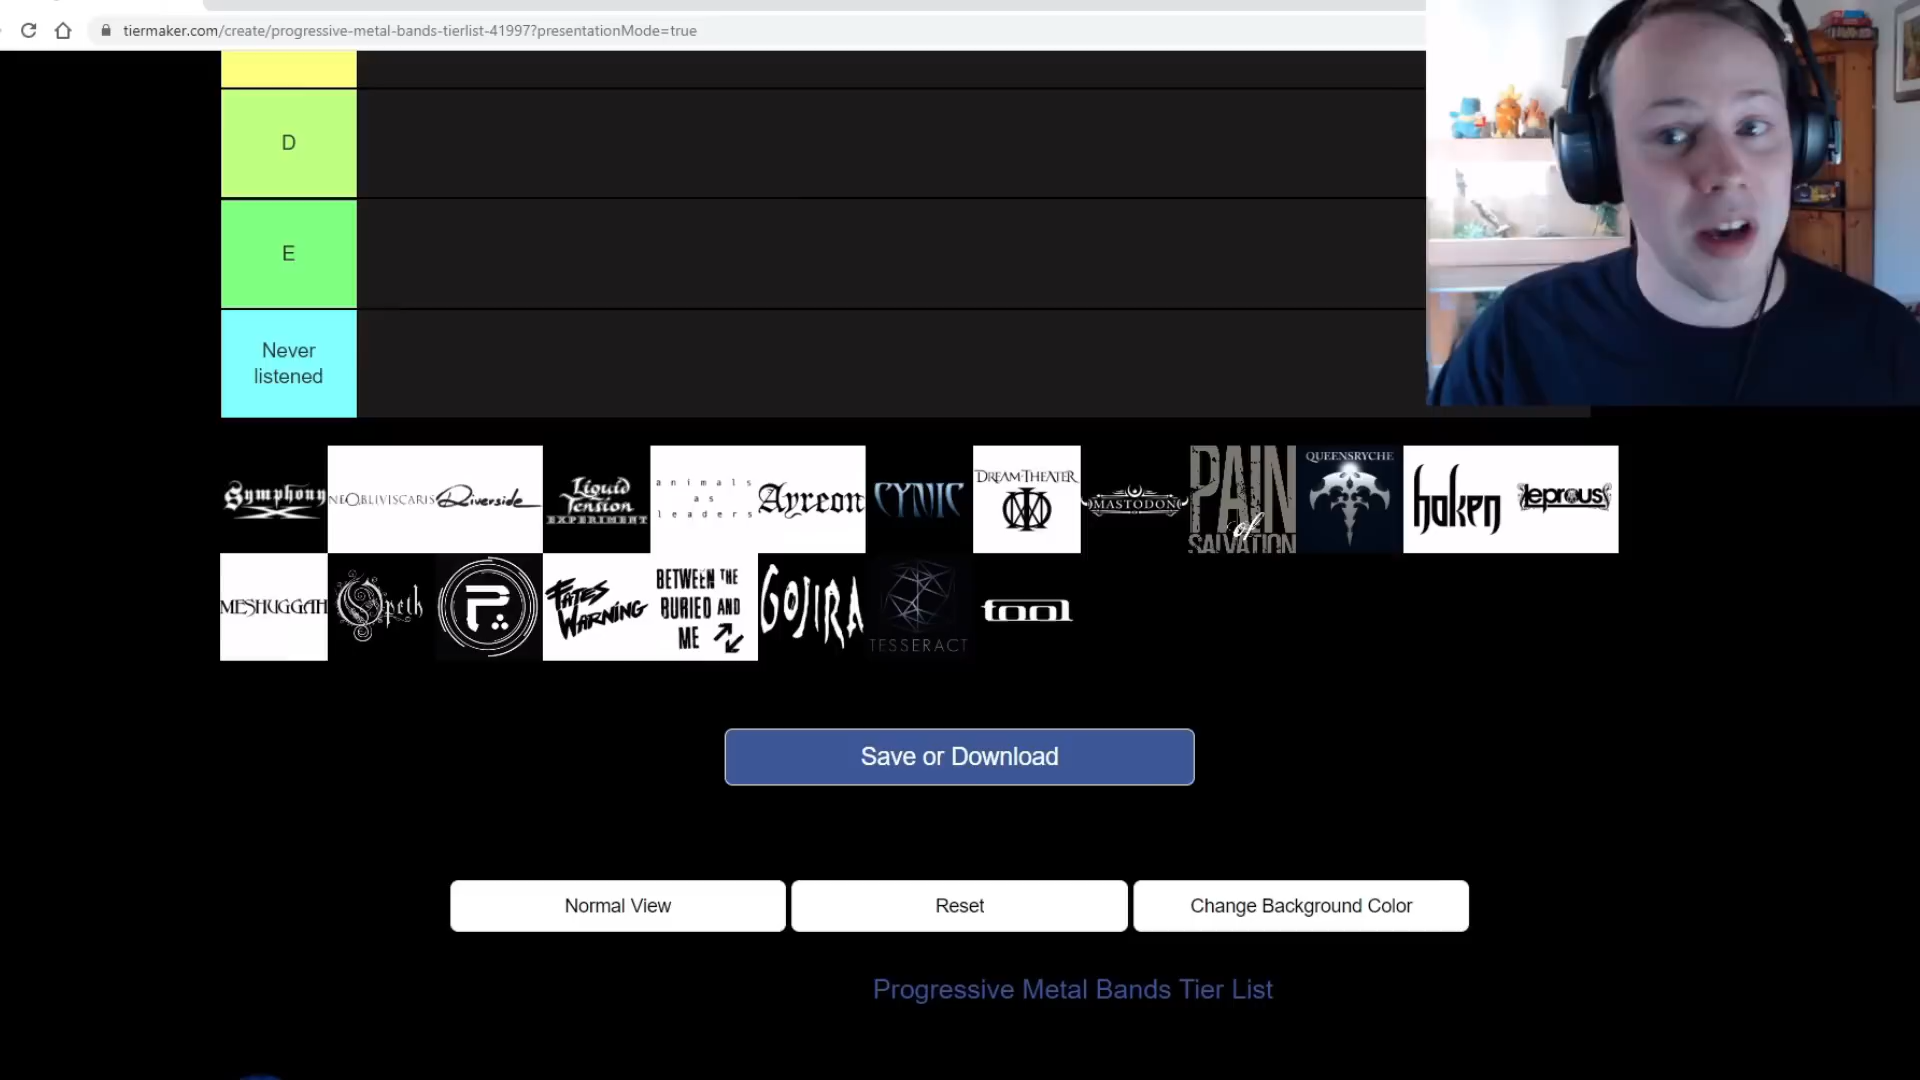 tiermaker.com/create/progressive-metal-bands-tierlist-41997?presentationMode=true
D
E
Never
listened
Symphony X
NE OBLIVISCARIS
Riverside
Liquid
Tension
EXPERIMENT
animals
as
leaders
Ayreon
CYNIC
DREAM THEATER
MASTODON
PAIN
of
SALVATION
QUEENSRYCHE
haken
leprous
MESHUGGAH
Opeth
P
FATES
WARNING
BETWEEN THE
BURIED AND
ME
GOJIRA
TESSERACT
tool
Save or Download
Normal View
Reset
Change Background Color
Progressive Metal Bands Tier List